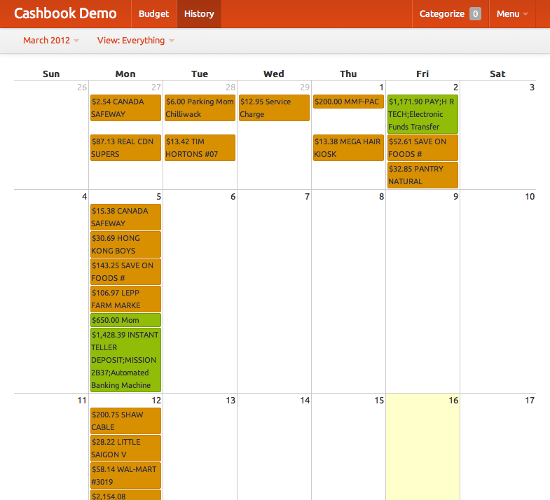 Cashbook Demo Budget History Categorize 0 Menu
March 2012 View: Everything
Sun Mon Tue Wed Thu Fri Sat
26 27 28 29 1 2 3
$2.54 CANADA
SAFEWAY
$87.13 REAL CDN
SUPERS
$6.00 Parking Mom
Chilliwack
$13.42 TIM
HORTONS #07
$12.95 Service
Charge
$200.00 MMF-PAC
$13.38 MEGA HAIR
KIOSK
$1,171.90 PAY;H R
TECH;Electronic
Funds Transfer
$52.61 SAVE ON
FOODS #
$32.85 PANTRY
NATURAL
4 5 6 7 8 9 10
$15.38 CANADA
SAFEWAY
$30.69 HONG
KONG BOYS
$143.25 SAVE ON
FOODS #
$106.97 LEPP
FARM MARKE
$650.00 Mom
$1,428.39 INSTANT
TELLER
DEPOSIT;MISSION
2B37;Automated
Banking Machine
11 12 13 14 15 16 17
$200.75 SHAW
CABLE
$28.22 LITTLE
SAIGON V
$58.14 WAL-MART
#3019
$2,154.08